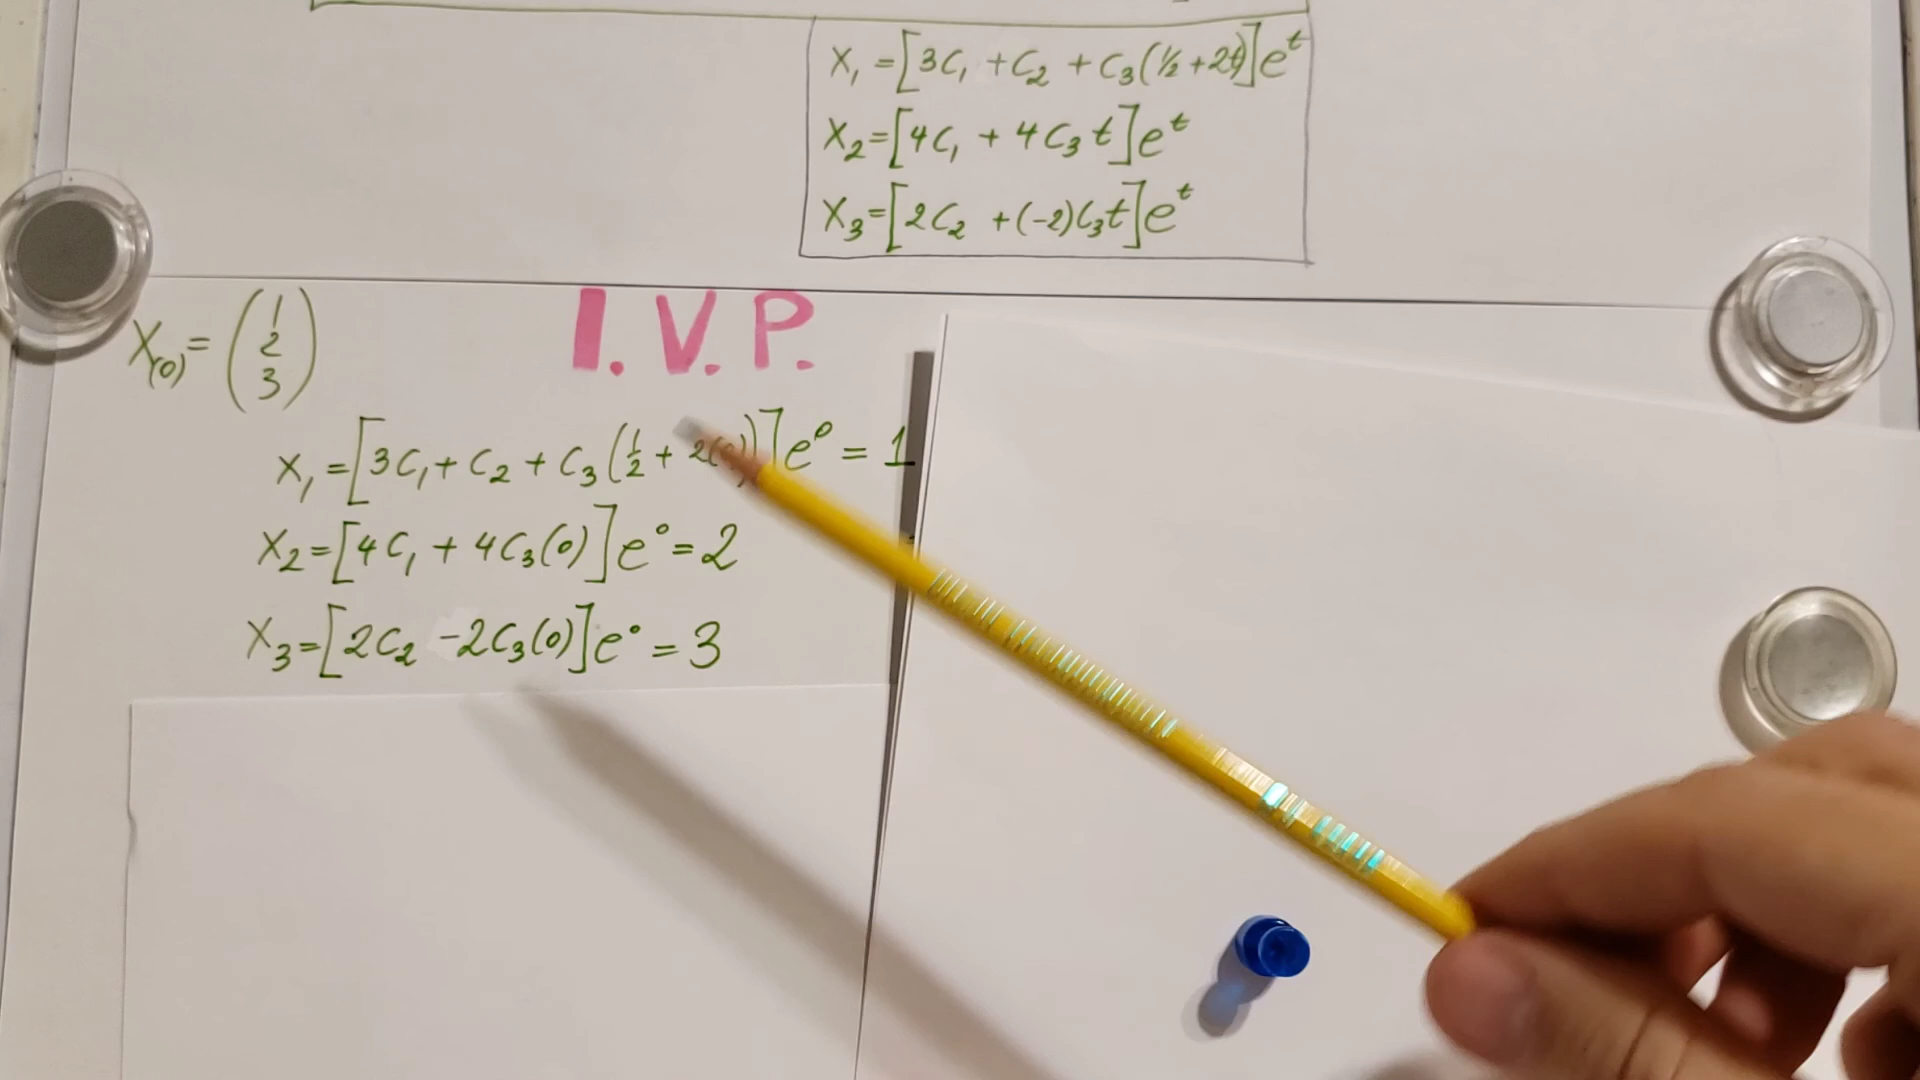 X₁ = [3C₁ + C₂ + C₃(½ + 2t)]eᵗ
X₂ = [4C₁ + 4C₃t]eᵗ
X₃ = [2C₂ + (-2)C₃t]eᵗ
X₍₀₎ = (1 2 3)
I.V.P.
X₁ = [3C₁ + C₂ + C₃(½ + 2(0))]e⁰ = 1
X₂ = [4C₁ + 4C₃(0)]e⁰ = 2
X₃ = [2C₂ - 2C₃(0)]e⁰ = 3